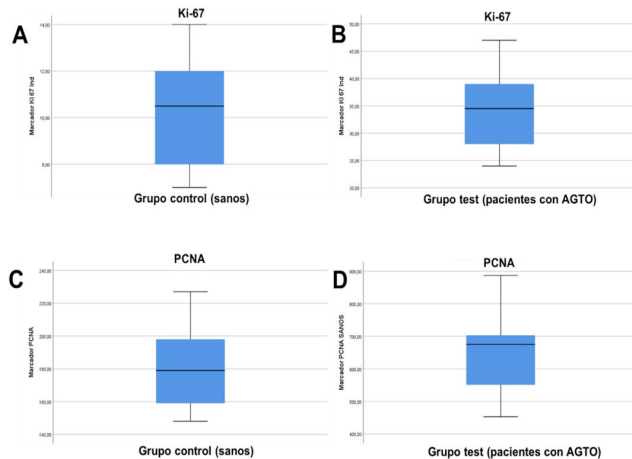 A
Ki-67
Marcador Ki 67 Ind
14,00
12,00
10,00
8,00
Grupo control (sanos)
B
Ki-67
Marcador Ki 67 Ind
50,00
45,00
40,00
35,00
30,00
25,00
20,00
Grupo test (pacientes con AGTO)
C
PCNA
Marcador PCNA
240,00
220,00
200,00
180,00
160,00
140,00
Grupo control (sanos)
D
PCNA
Marcador PCNA SANOS
900,00
800,00
700,00
600,00
500,00
400,00
Grupo test (pacientes con AGTO)